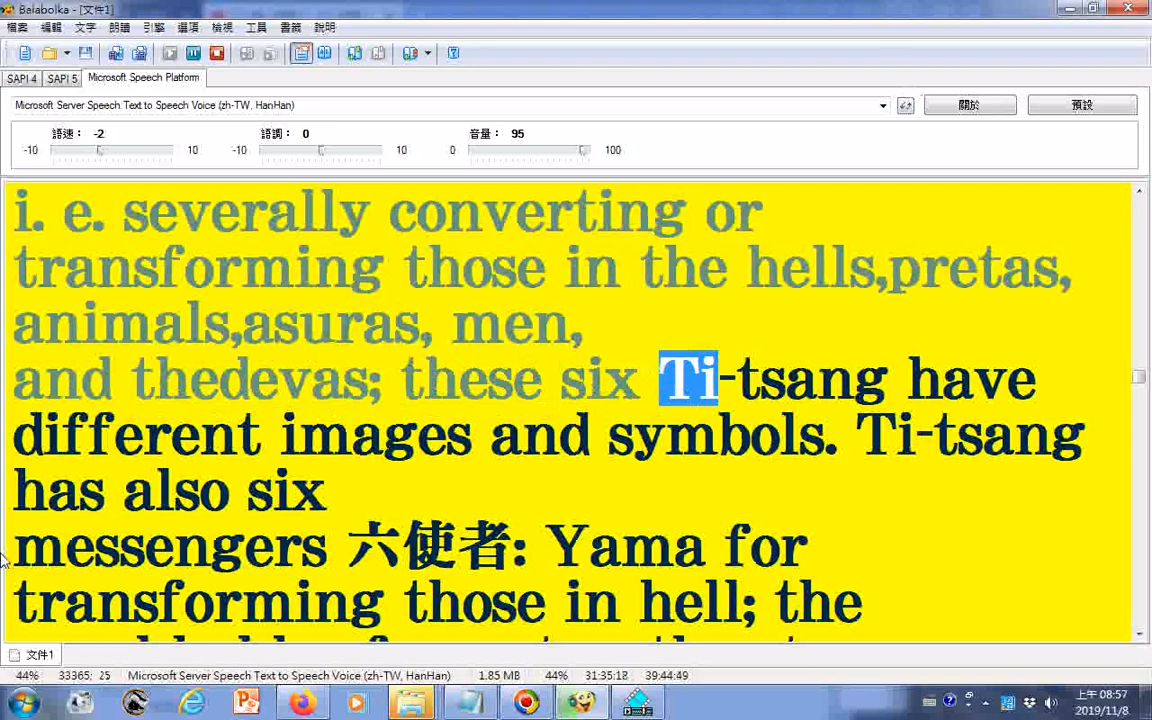 Balabolka - [文件1]
檔案 編輯 文字 朗讀 引擎 選項 檢視 工具 書籤 說明
SAPI 4 SAPI 5 Microsoft Speech Platform
Microsoft Server Speech Text to Speech Voice (zh-TW, HanHan) 關於 預設
語速： -2 語調： 0 音量： 95
-10 10 -10 10 0 100
i. e. severally converting or
transforming those in the hells,pretas,
animals,asuras, men,
and thedevas; these six Ti-tsang have
different images and symbols. Ti-tsang
has also six
messengers 六使者: Yama for
transforming those in hell; the
文件1
44% 33365; 25 Microsoft Server Speech Text to Speech Voice (zh-TW, HanHan) 1.85 MB 44% 31:35:18 39:44:49
上午 08:57
2019/11/8